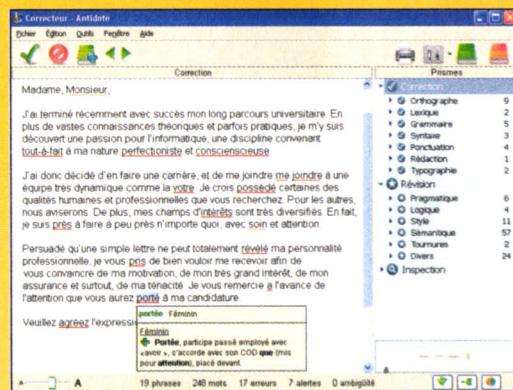 Correcteur - Antidote
Fichier Édition Outils Fenêtre Aide
Correction
Prismes
Madame, Monsieur,
J'ai terminé récemment avec succès mon long parcours universitaire. En
plus de vastes connaissances théoriques et parfois pratiques, je m'y suis
découvert une passion pour l'informatique, une discipline convenant
tout-à-fait à ma nature perfectioniste et consciensieuse
J'ai donc décidé d'en faire une carrière, et de me joindre me joindre à une
équipe très dynamique comme la votre. Je crois possédé certaines des
qualités humaines et professionnelles que vous recherchez. Pour les autres,
nous aviserons. De plus, mes champs d'intèrêts sont très diversifiés. En fait,
je suis près à faire à peu près n'importe quoi, avec soin et attention.
Persuadé qu'une simple lettre ne peut totalement révélé ma personnalité
professionnelle, je vous pris de bien vouloir me recevoir afin de
vous convaincre de ma motivation, de mon très grand intérêt, de mon
assurance et surtout, de ma ténacité. Je vous remercie a l'avance de
l'attention que vous aurez porté à ma candidature.
Veuillez agréez l'expressi
portée Féminin
Féminin
Portée, participe passé employé avec
« avoir », s'accorde avec son COD que (mis
pour attention), placé devant.
Correction
Orthographe 9
Lexique 2
Grammaire 5
Syntaxe 3
Ponctuation 4
Rédaction 1
Typographie 2
Révision
Pragmatique 6
Logique 4
Style 11
Sémantique 57
Tournures 2
Divers 24
Inspection
A A 19 phrases 248 mots 17 erreurs 7 alertes 0 ambigüité